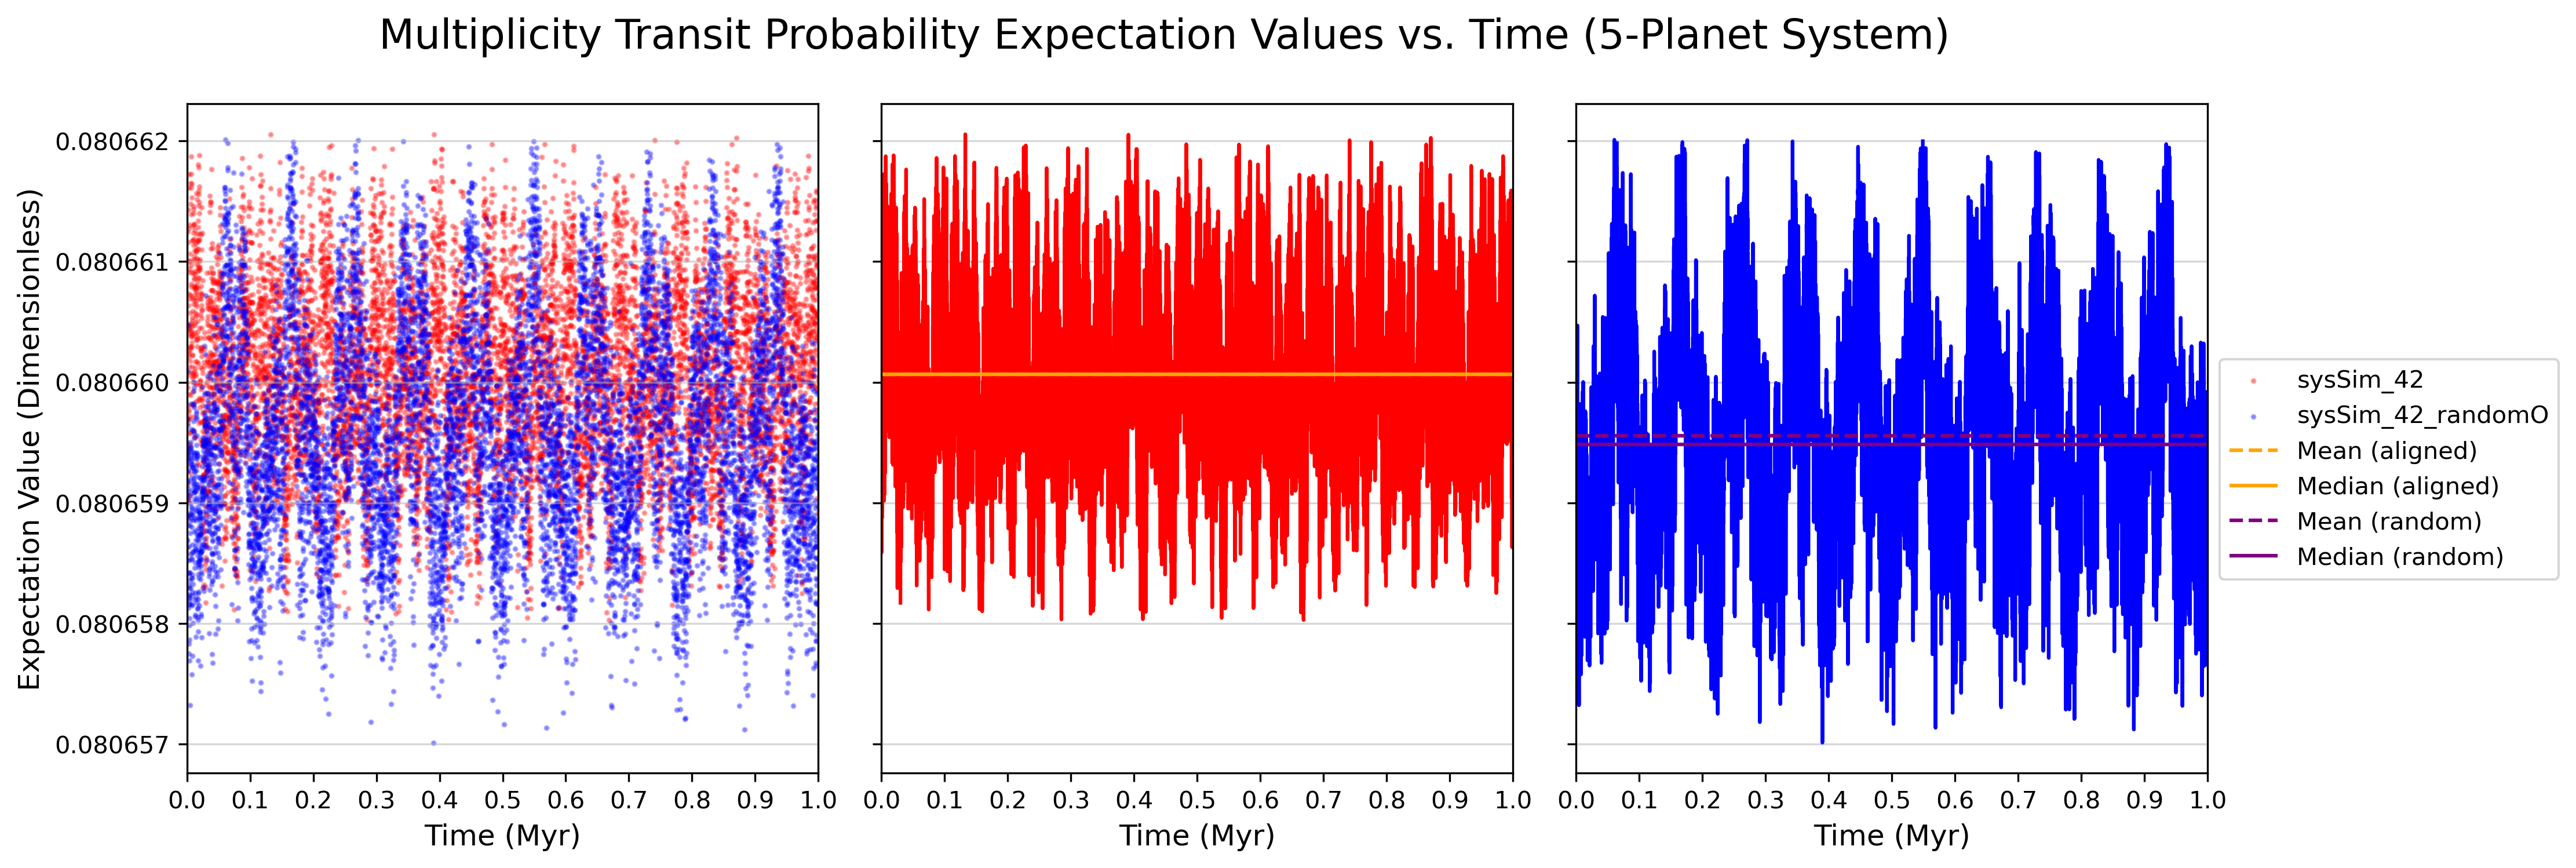 Multiplicity Transit Probability Expectation Values vs. Time (5-Planet System)
Expectation Value (Dimensionless)
0.080662
0.080661
0.080660
0.080659
0.080658
0.080657
0.0 0.1 0.2 0.3 0.4 0.5 0.6 0.7 0.8 0.9 1.0
Time (Myr)
0.0 0.1 0.2 0.3 0.4 0.5 0.6 0.7 0.8 0.9 1.0
Time (Myr)
0.0 0.1 0.2 0.3 0.4 0.5 0.6 0.7 0.8 0.9 1.0
Time (Myr)
sysSim_42
sysSim_42_randomO
Mean (aligned)
Median (aligned)
Mean (random)
Median (random)